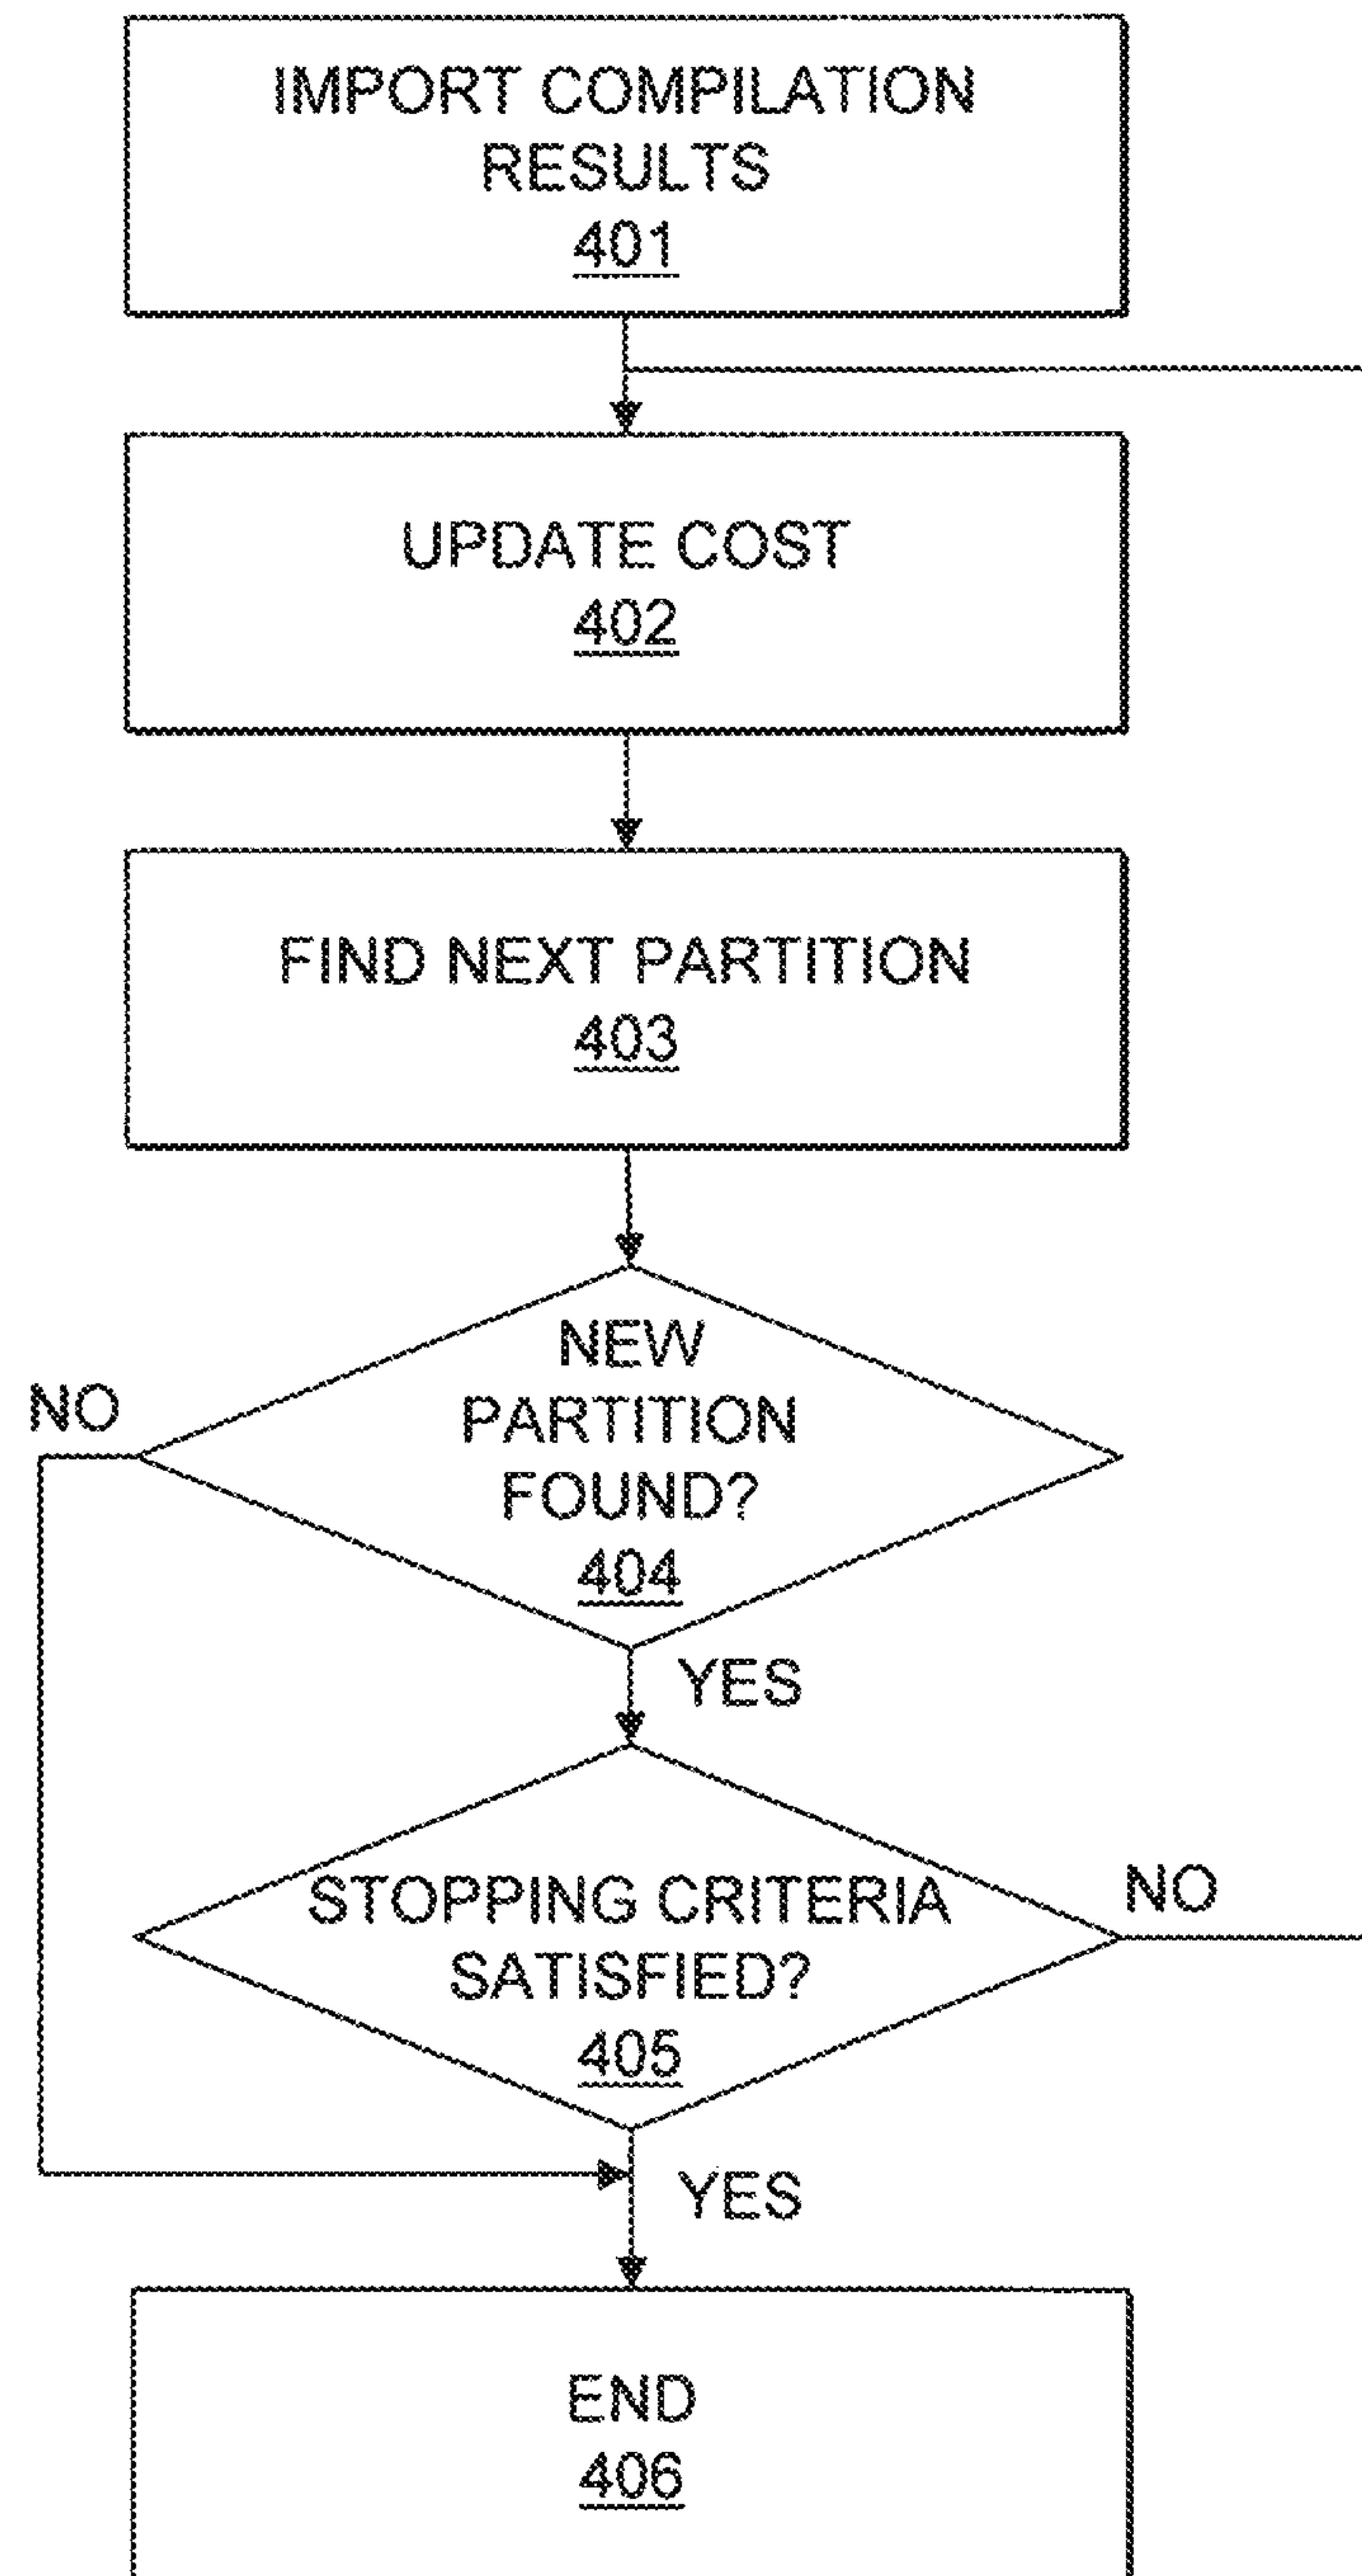 IMPORT COMPILATION
RESULTS
401
UPDATE COST
402
FIND NEXT PARTITION
403
NEW
PARTITION
FOUND?
404
NO
YES
STOPPING CRITERIA
SATISFIED?
405
NO
YES
END
406